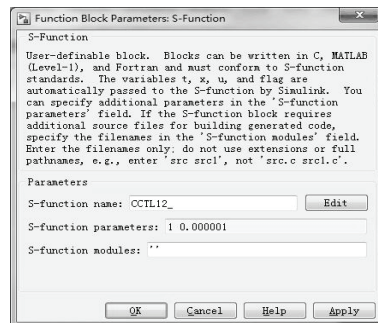 Function Block Parameters: S-Function
S-Function
User-definable block. Blocks can be written in C, MATLAB
(Level-1), and Fortran and must conform to S-function
standards. The variables t, x, u, and flag are
automatically passed to the S-function by Simulink. You
can specify additional parameters in the 'S-function
parameters' field. If the S-function block requires
additional source files for building generated code,
specify the filenames in the 'S-function modules' field.
Enter the filenames only; do not use extensions or full
pathnames, e.g., enter 'src src1', not 'src.c src1.c'.
Parameters
S-function name: CCTL12_ Edit
S-function parameters: 1 0.000001
S-function modules: ''
OK Cancel Help Apply